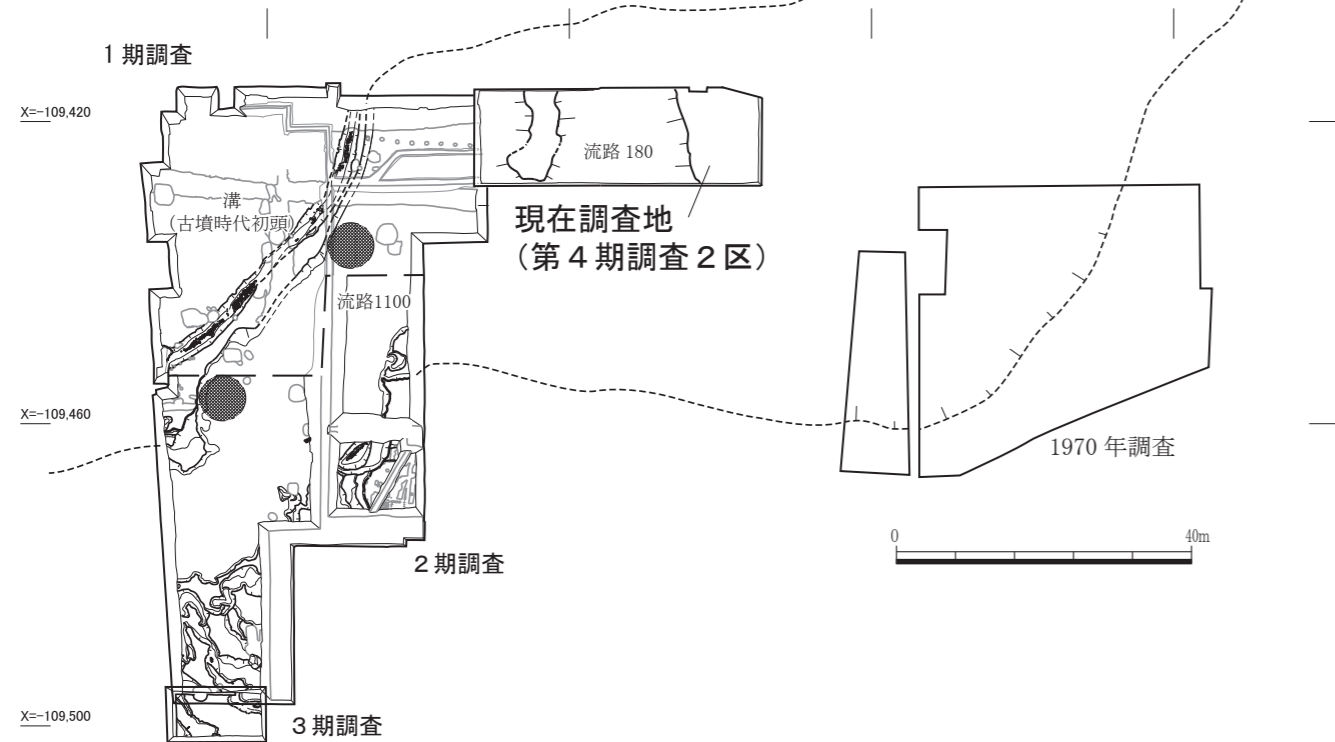 1期調査
X=-109,420
流路 180
溝
(古墳時代初頭)
現在調査地
(第4期調査2区)
流路1100
X=-109,460
1970 年調査
0 40m
2期調査
X=-109,500
3期調査